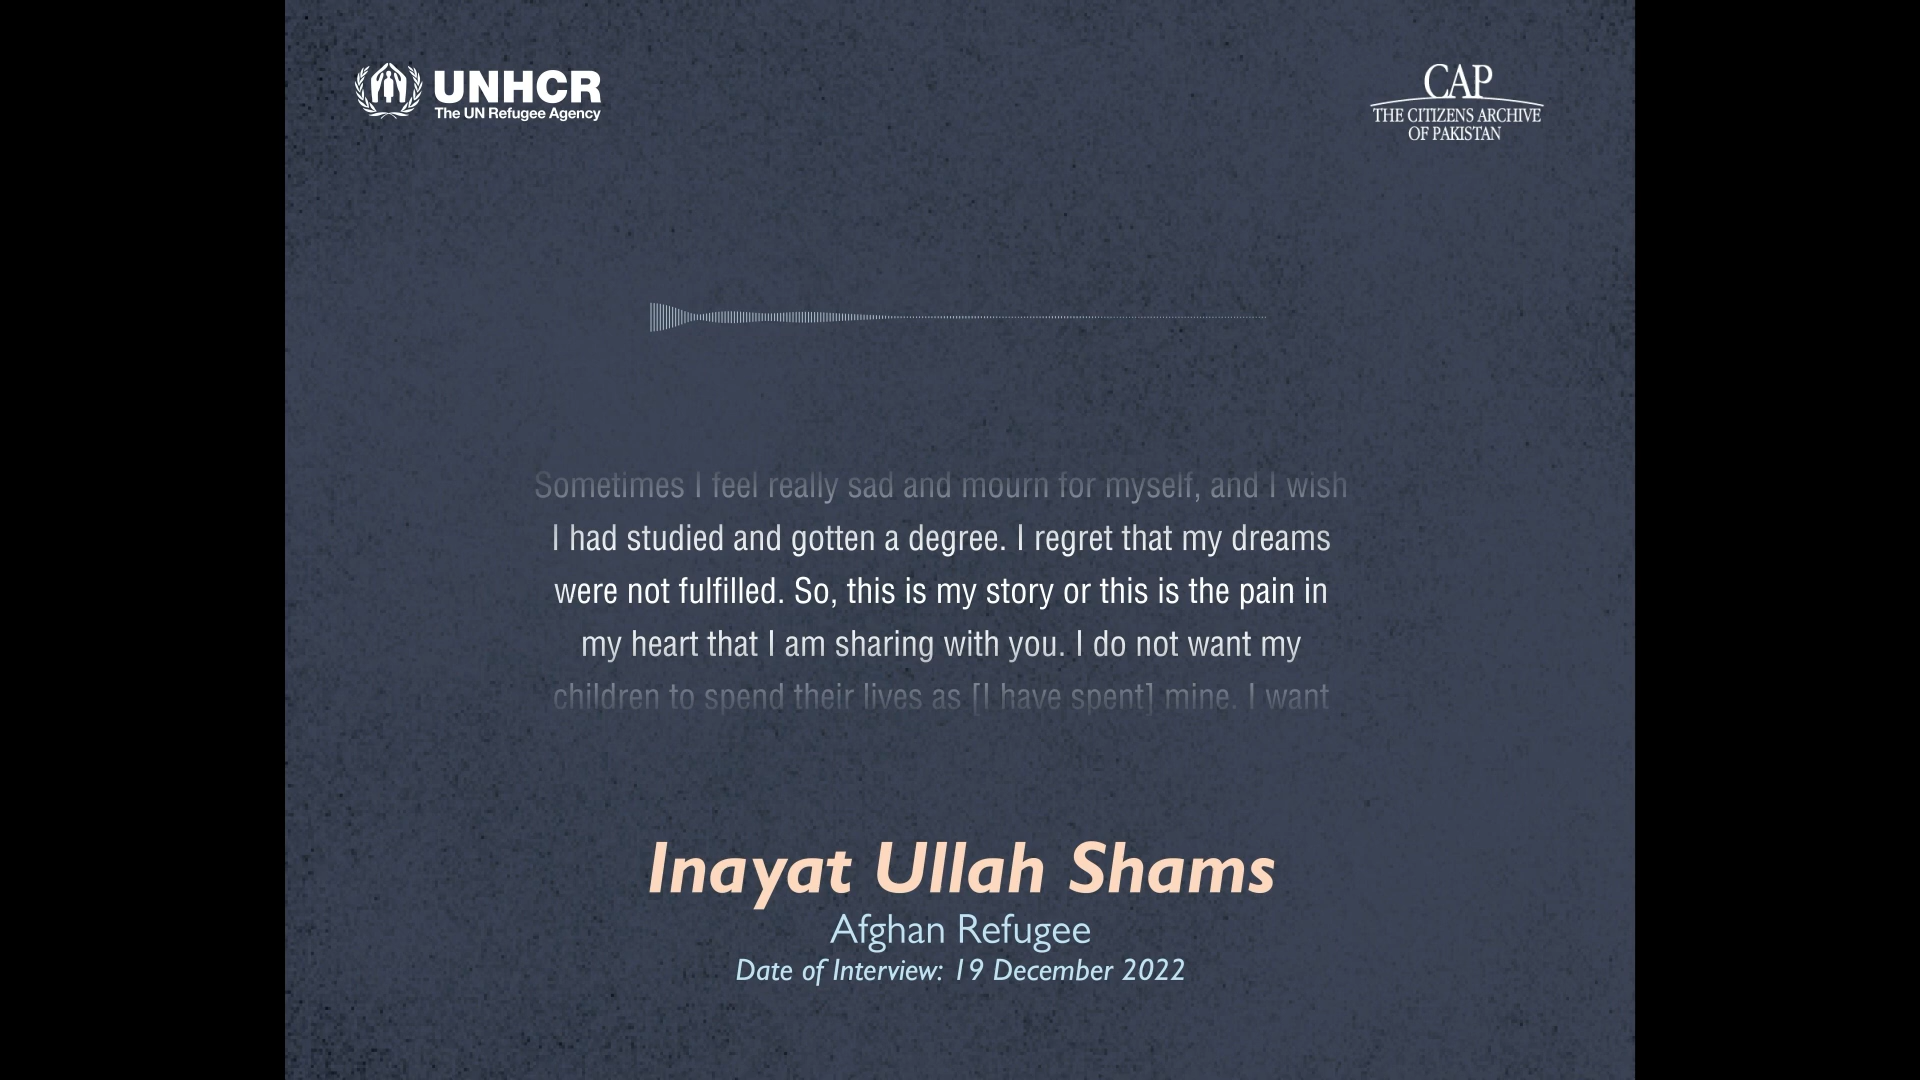 UNHCR
The UN Refugee Agency
CAP
THE CITIZENS ARCHIVE
OF PAKISTAN
Sometimes I feel really sad and mourn for myself, and I wish
I had studied and gotten a degree. I regret that my dreams
were not fulfilled. So, this is my story or this is the pain in
my heart that I am sharing with you. I do not want my
children to spend their lives as [I have spent] mine. I want
Inayat Ullah Shams
Afghan Refugee
Date of Interview: 19 December 2022